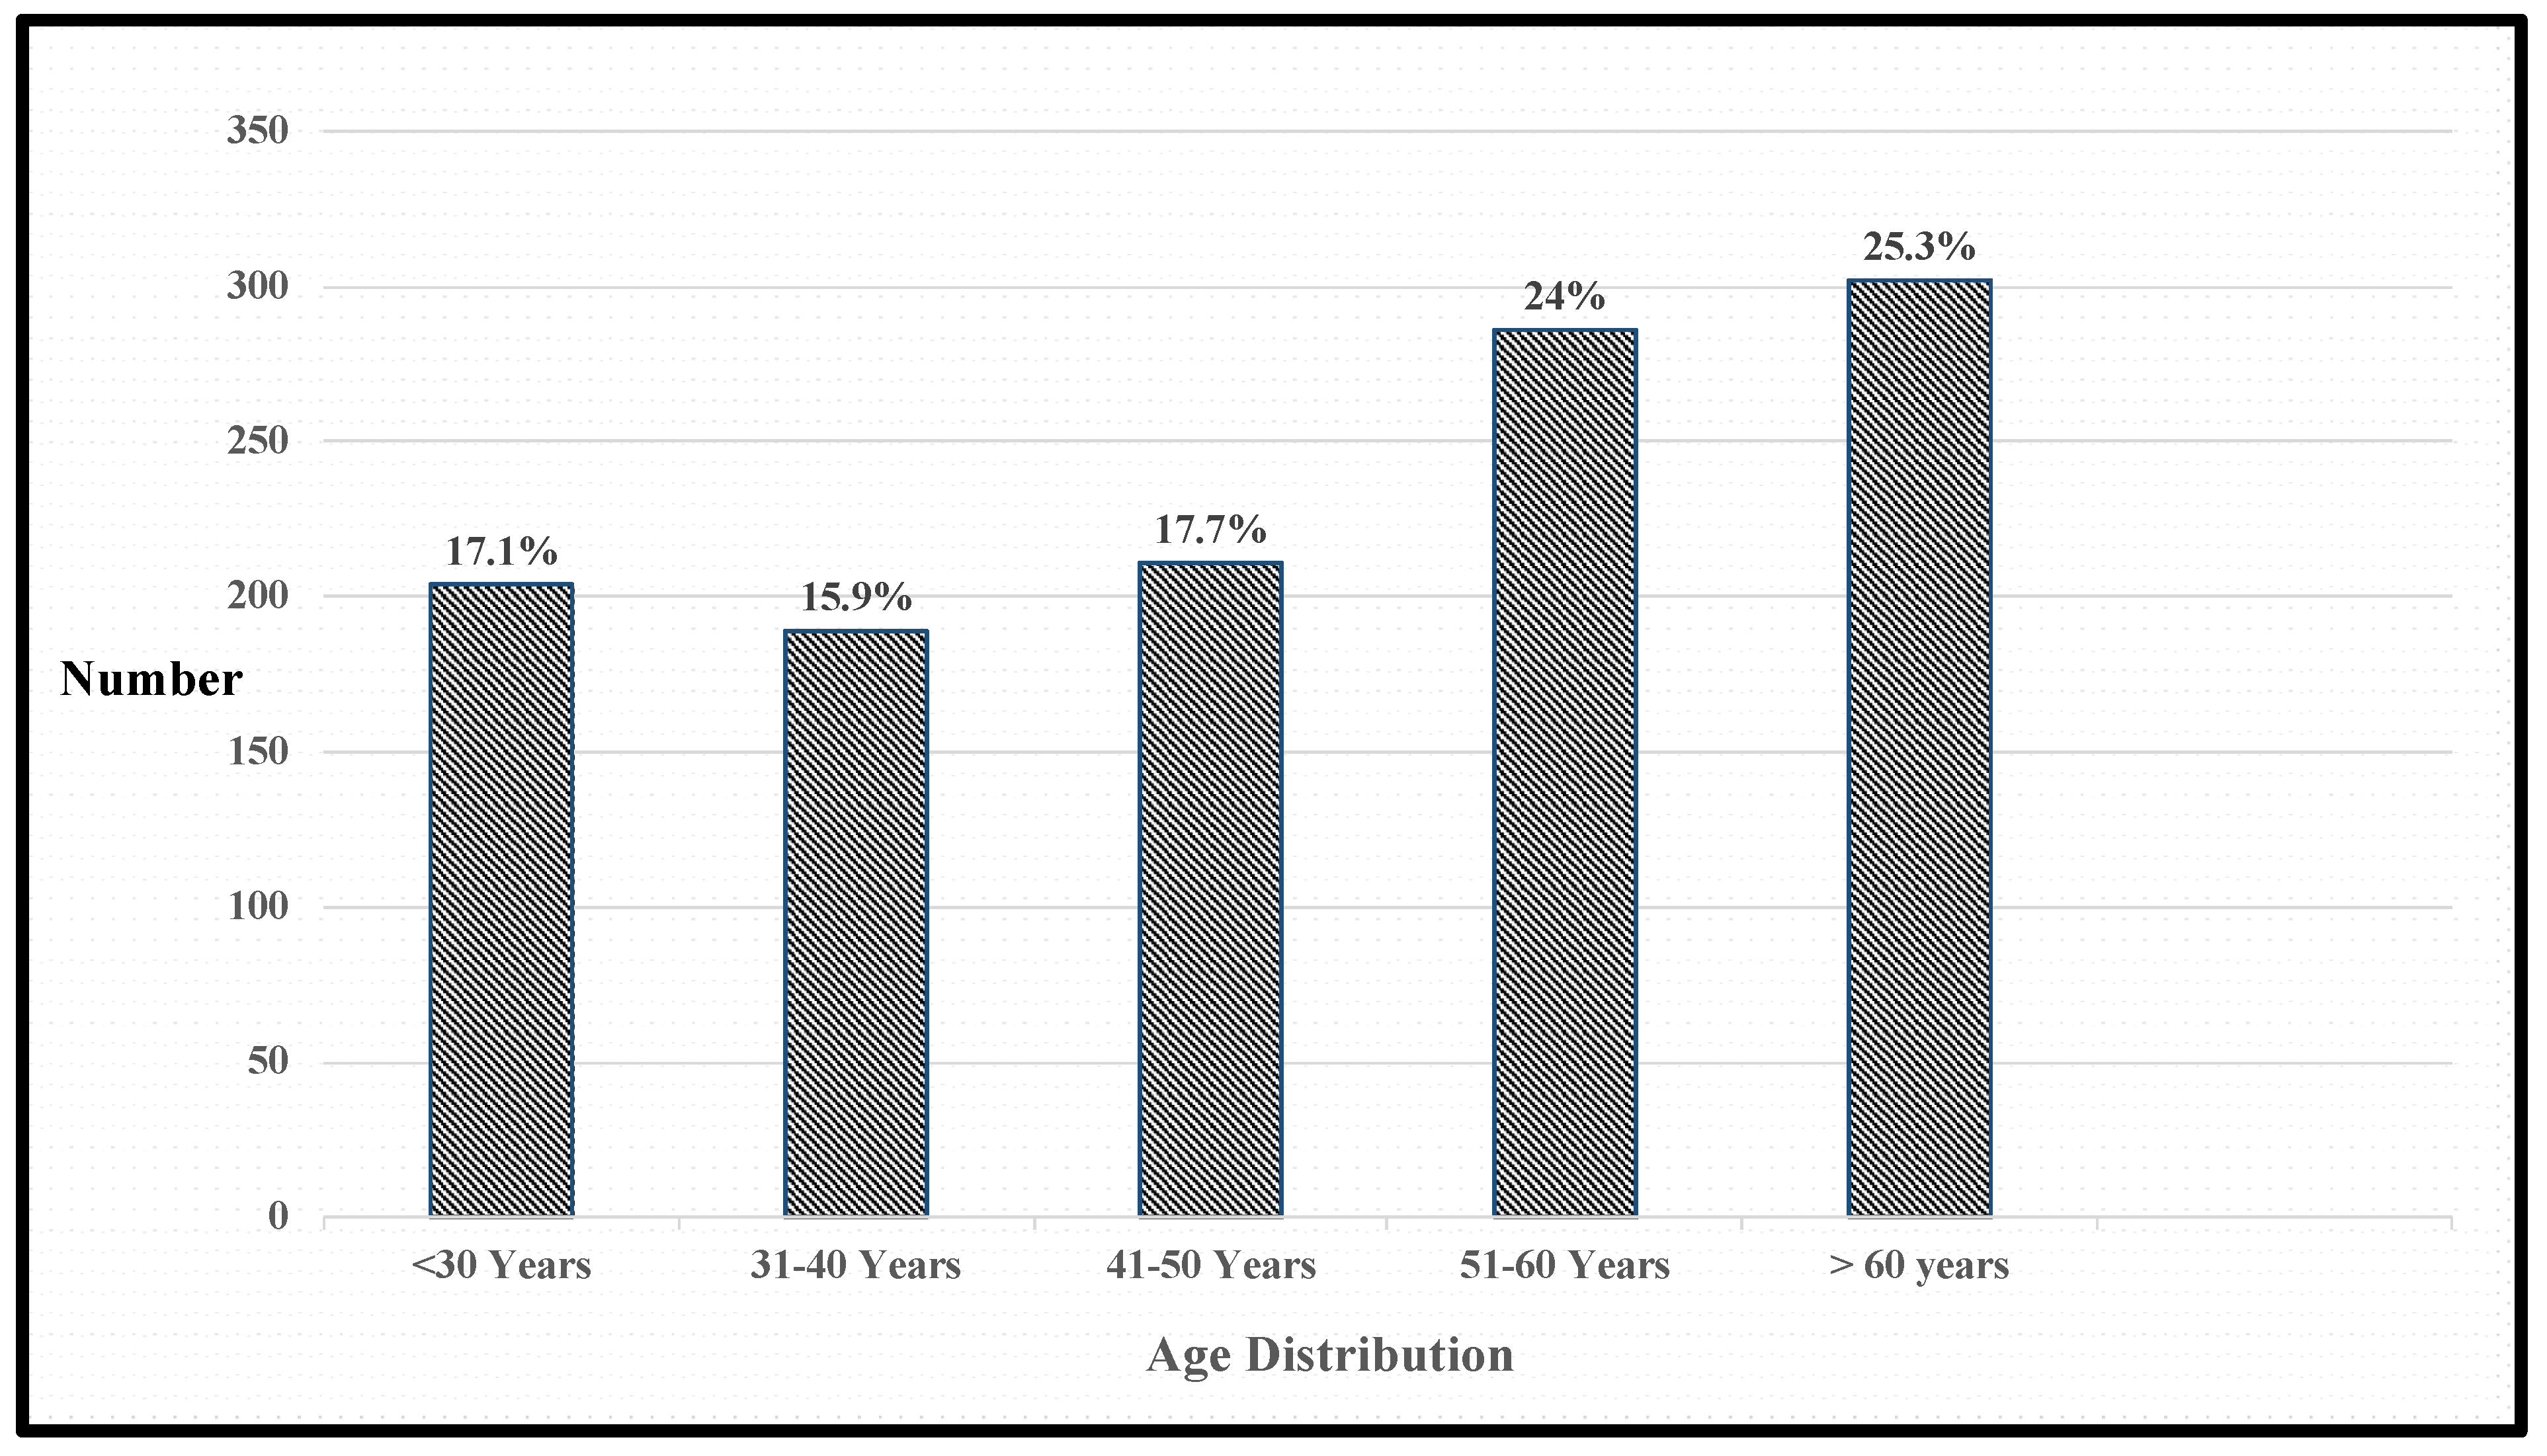 350
300
250
200
150
100
50
0
Number
17.1%
15.9%
17.7%
24%
25.3%
<30 Years
31-40 Years
41-50 Years
51-60 Years
> 60 years
Age Distribution